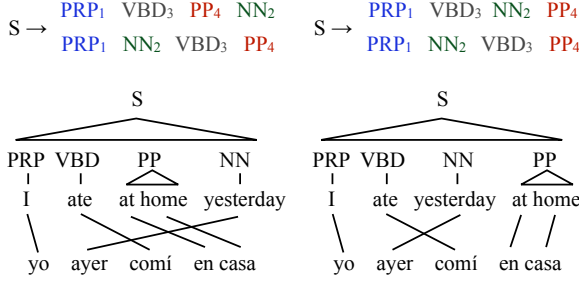 S → PRP1 VBD3 PP4 NN2
PRP1 NN2 VBD3 PP4
S
PRP VBD PP NN
I ate at home yesterday
yo ayer comí en casa
S → PRP1 VBD3 NN2 PP4
PRP1 NN2 VBD3 PP4
S
PRP VBD NN PP
I ate yesterday at home
yo ayer comí en casa